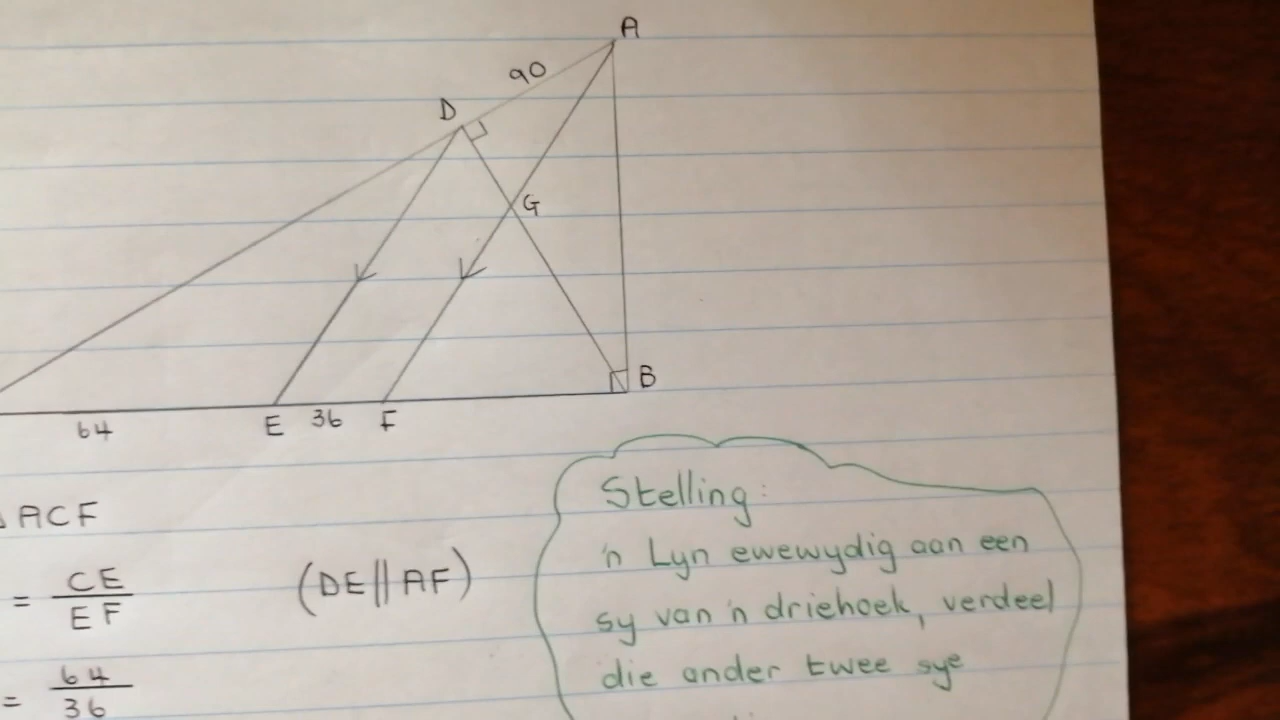 A
90
D
G
B
64 E 36 F
ACF
= CE/EF (DE||AF)
= 64/36
Stelling:
'n Lyn ewewydig aan een
sy van 'n driehoek, verdeel
die ander twee sye